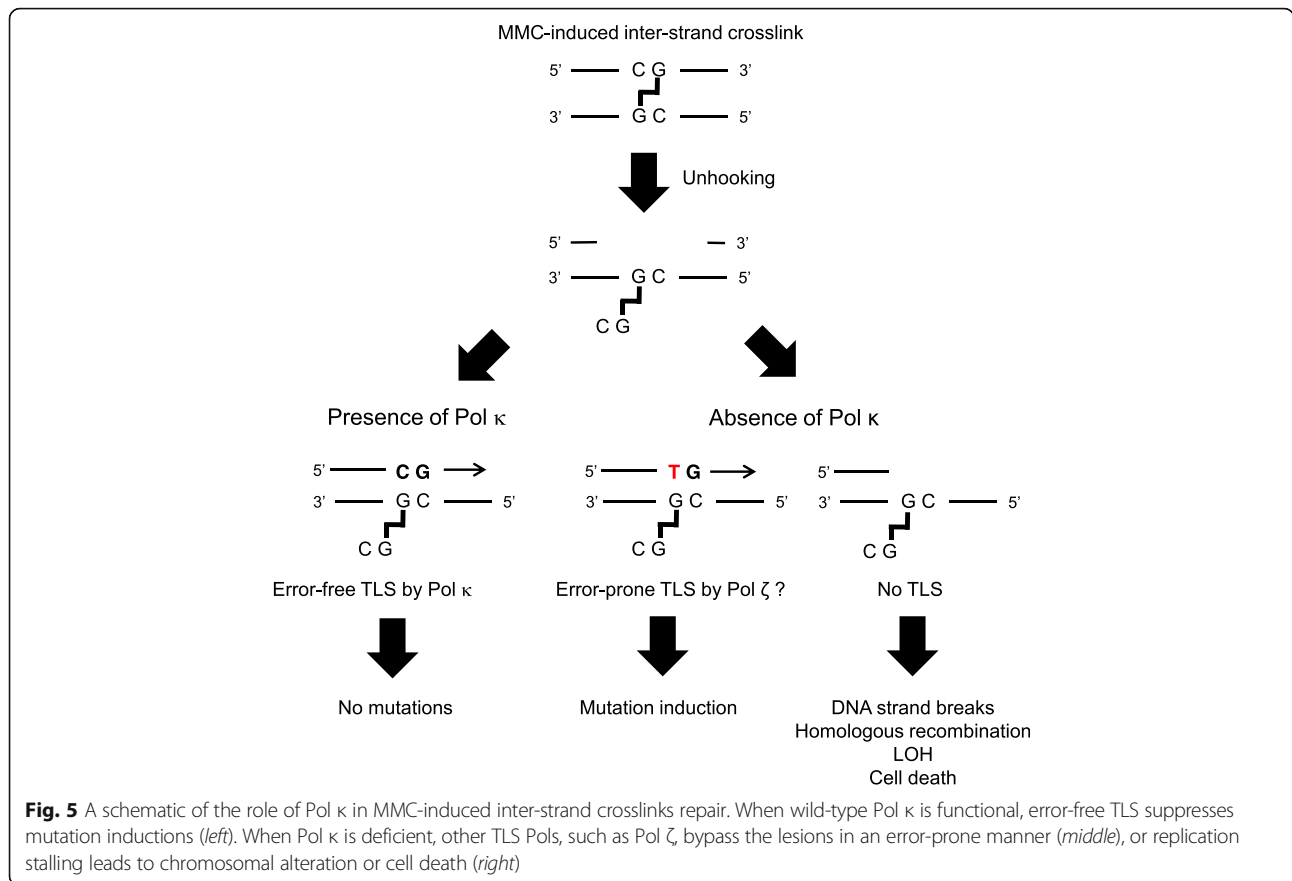 MMC-induced inter-strand crosslink
5' C G 3'
3' G C 5'
Unhooking
5' 3'
3' G C 5'
C G
Presence of Pol κ Absence of Pol κ
5' C G 5' T G 5'
3' G C 5' 3' G C 5' 3' G C 5'
C G C G C G
Error-free TLS by Pol κ Error-prone TLS by Pol ζ ? No TLS
No mutations Mutation induction DNA strand breaks
Homologous recombination
LOH
Cell death
Fig. 5 A schematic of the role of Pol κ in MMC-induced inter-strand crosslinks repair. When wild-type Pol κ is functional, error-free TLS suppresses
mutation inductions (left). When Pol κ is deficient, other TLS Pols, such as Pol ζ, bypass the lesions in an error-prone manner (middle), or replication
stalling leads to chromosomal alteration or cell death (right)